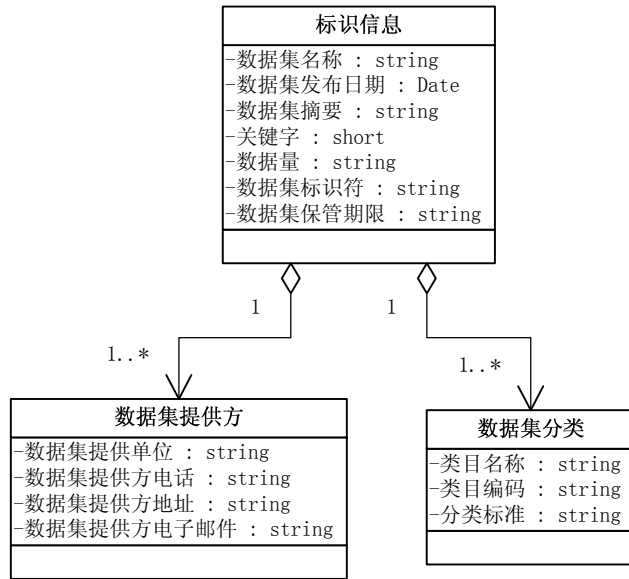 标识信息
-数据集名称 : string
-数据集发布日期 : Date
-数据集摘要 : string
-关键字 : short
-数据量 : string
-数据集标识符 : string
-数据集保管期限 : string
1
1
1..*
1..*
数据集提供方
-数据集提供单位 : string
-数据集提供方电话 : string
-数据集提供方地址 : string
-数据集提供方电子邮件 : string
数据集分类
-类目名称 : string
-类目编码 : string
-分类标准 : string